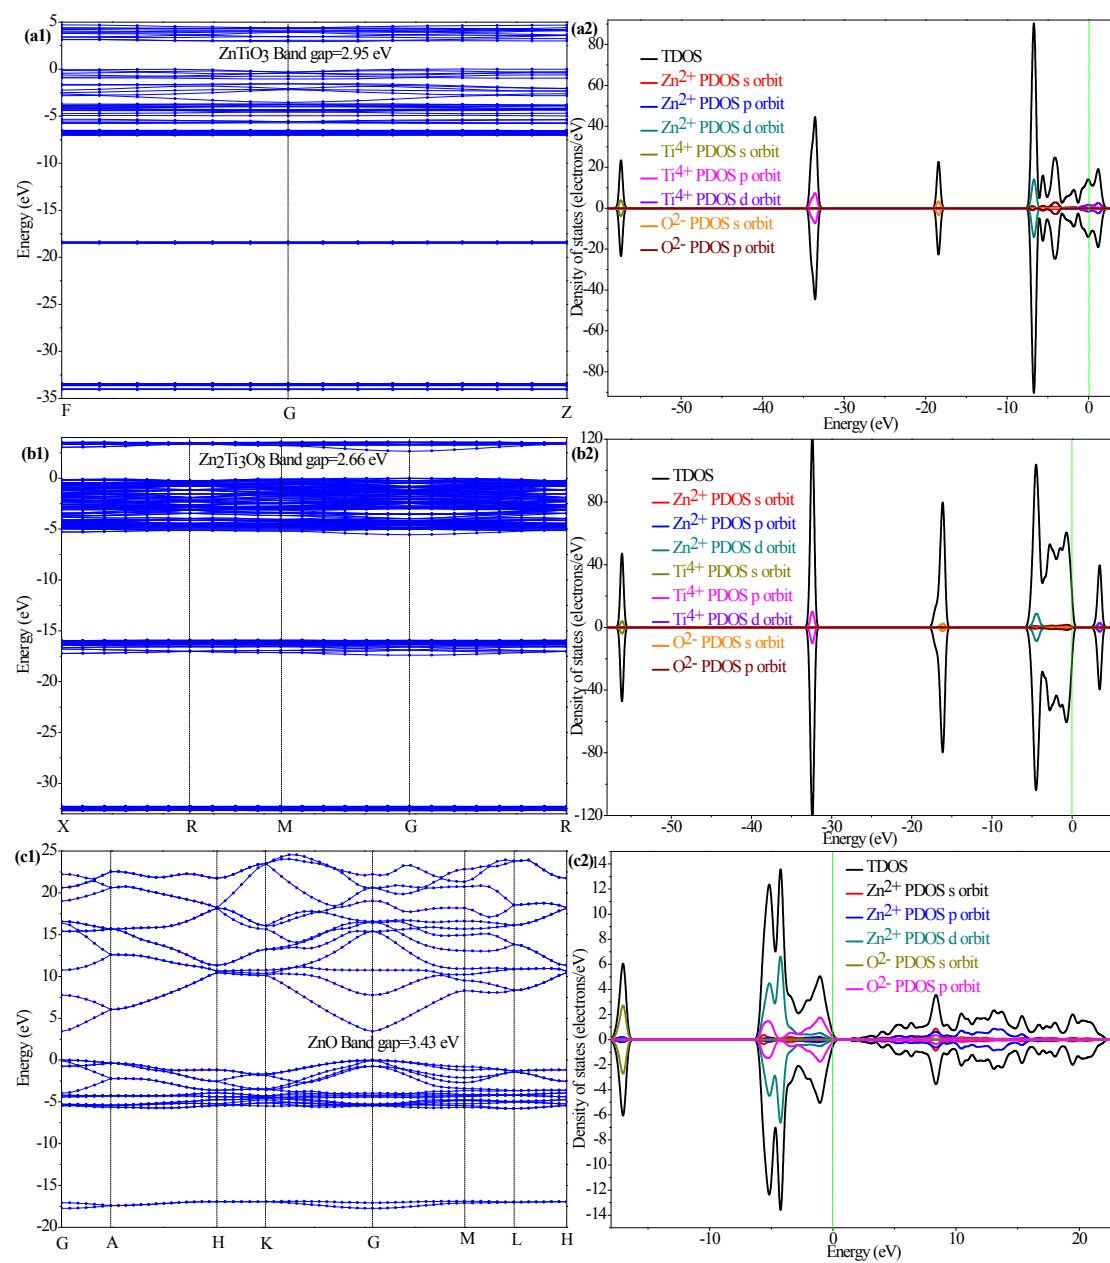 (a1)
ZnTiO3 Band gap=2.95 eV
5
0
-5
-10
-15
-20
-25
-30
-35
Energy (eV)
F G Z
(a2)
TDOS
Zn2+ PDOS s orbit
Zn2+ PDOS p orbit
Zn2+ PDOS d orbit
Ti4+ PDOS s orbit
Ti4+ PDOS p orbit
Ti4+ PDOS d orbit
O2- PDOS s orbit
O2- PDOS p orbit
80
60
40
20
0
-20
-40
-60
-80
Density of states (electrons/eV)
-50 -40 -30 -20 -10 0
Energy (eV)
(b1)
Zn2Ti3O8 Band gap=2.66 eV
0
-5
-10
-15
-20
-25
-30
Energy (eV)
X R M G R
(b2)
TDOS
Zn2+ PDOS s orbit
Zn2+ PDOS p orbit
Zn2+ PDOS d orbit
Ti4+ PDOS s orbit
Ti4+ PDOS p orbit
Ti4+ PDOS d orbit
O2- PDOS s orbit
O2- PDOS p orbit
120
80
40
0
-40
-80
-120
Density of states (electrons/eV)
-50 -40 -30 -20 -10 0
Energy (eV)
(c1)
ZnO Band gap=3.43 eV
25
20
15
10
5
0
-5
-10
-15
-20
Energy (eV)
G A H K G M L H
(c2)
TDOS
Zn2+ PDOS s orbit
Zn2+ PDOS p orbit
Zn2+ PDOS d orbit
O2- PDOS s orbit
O2- PDOS p orbit
14
12
10
8
6
4
2
0
-2
-4
-6
-8
-10
-12
-14
Density of states (electrons/eV)
-10 0 10 20
Energy (eV)